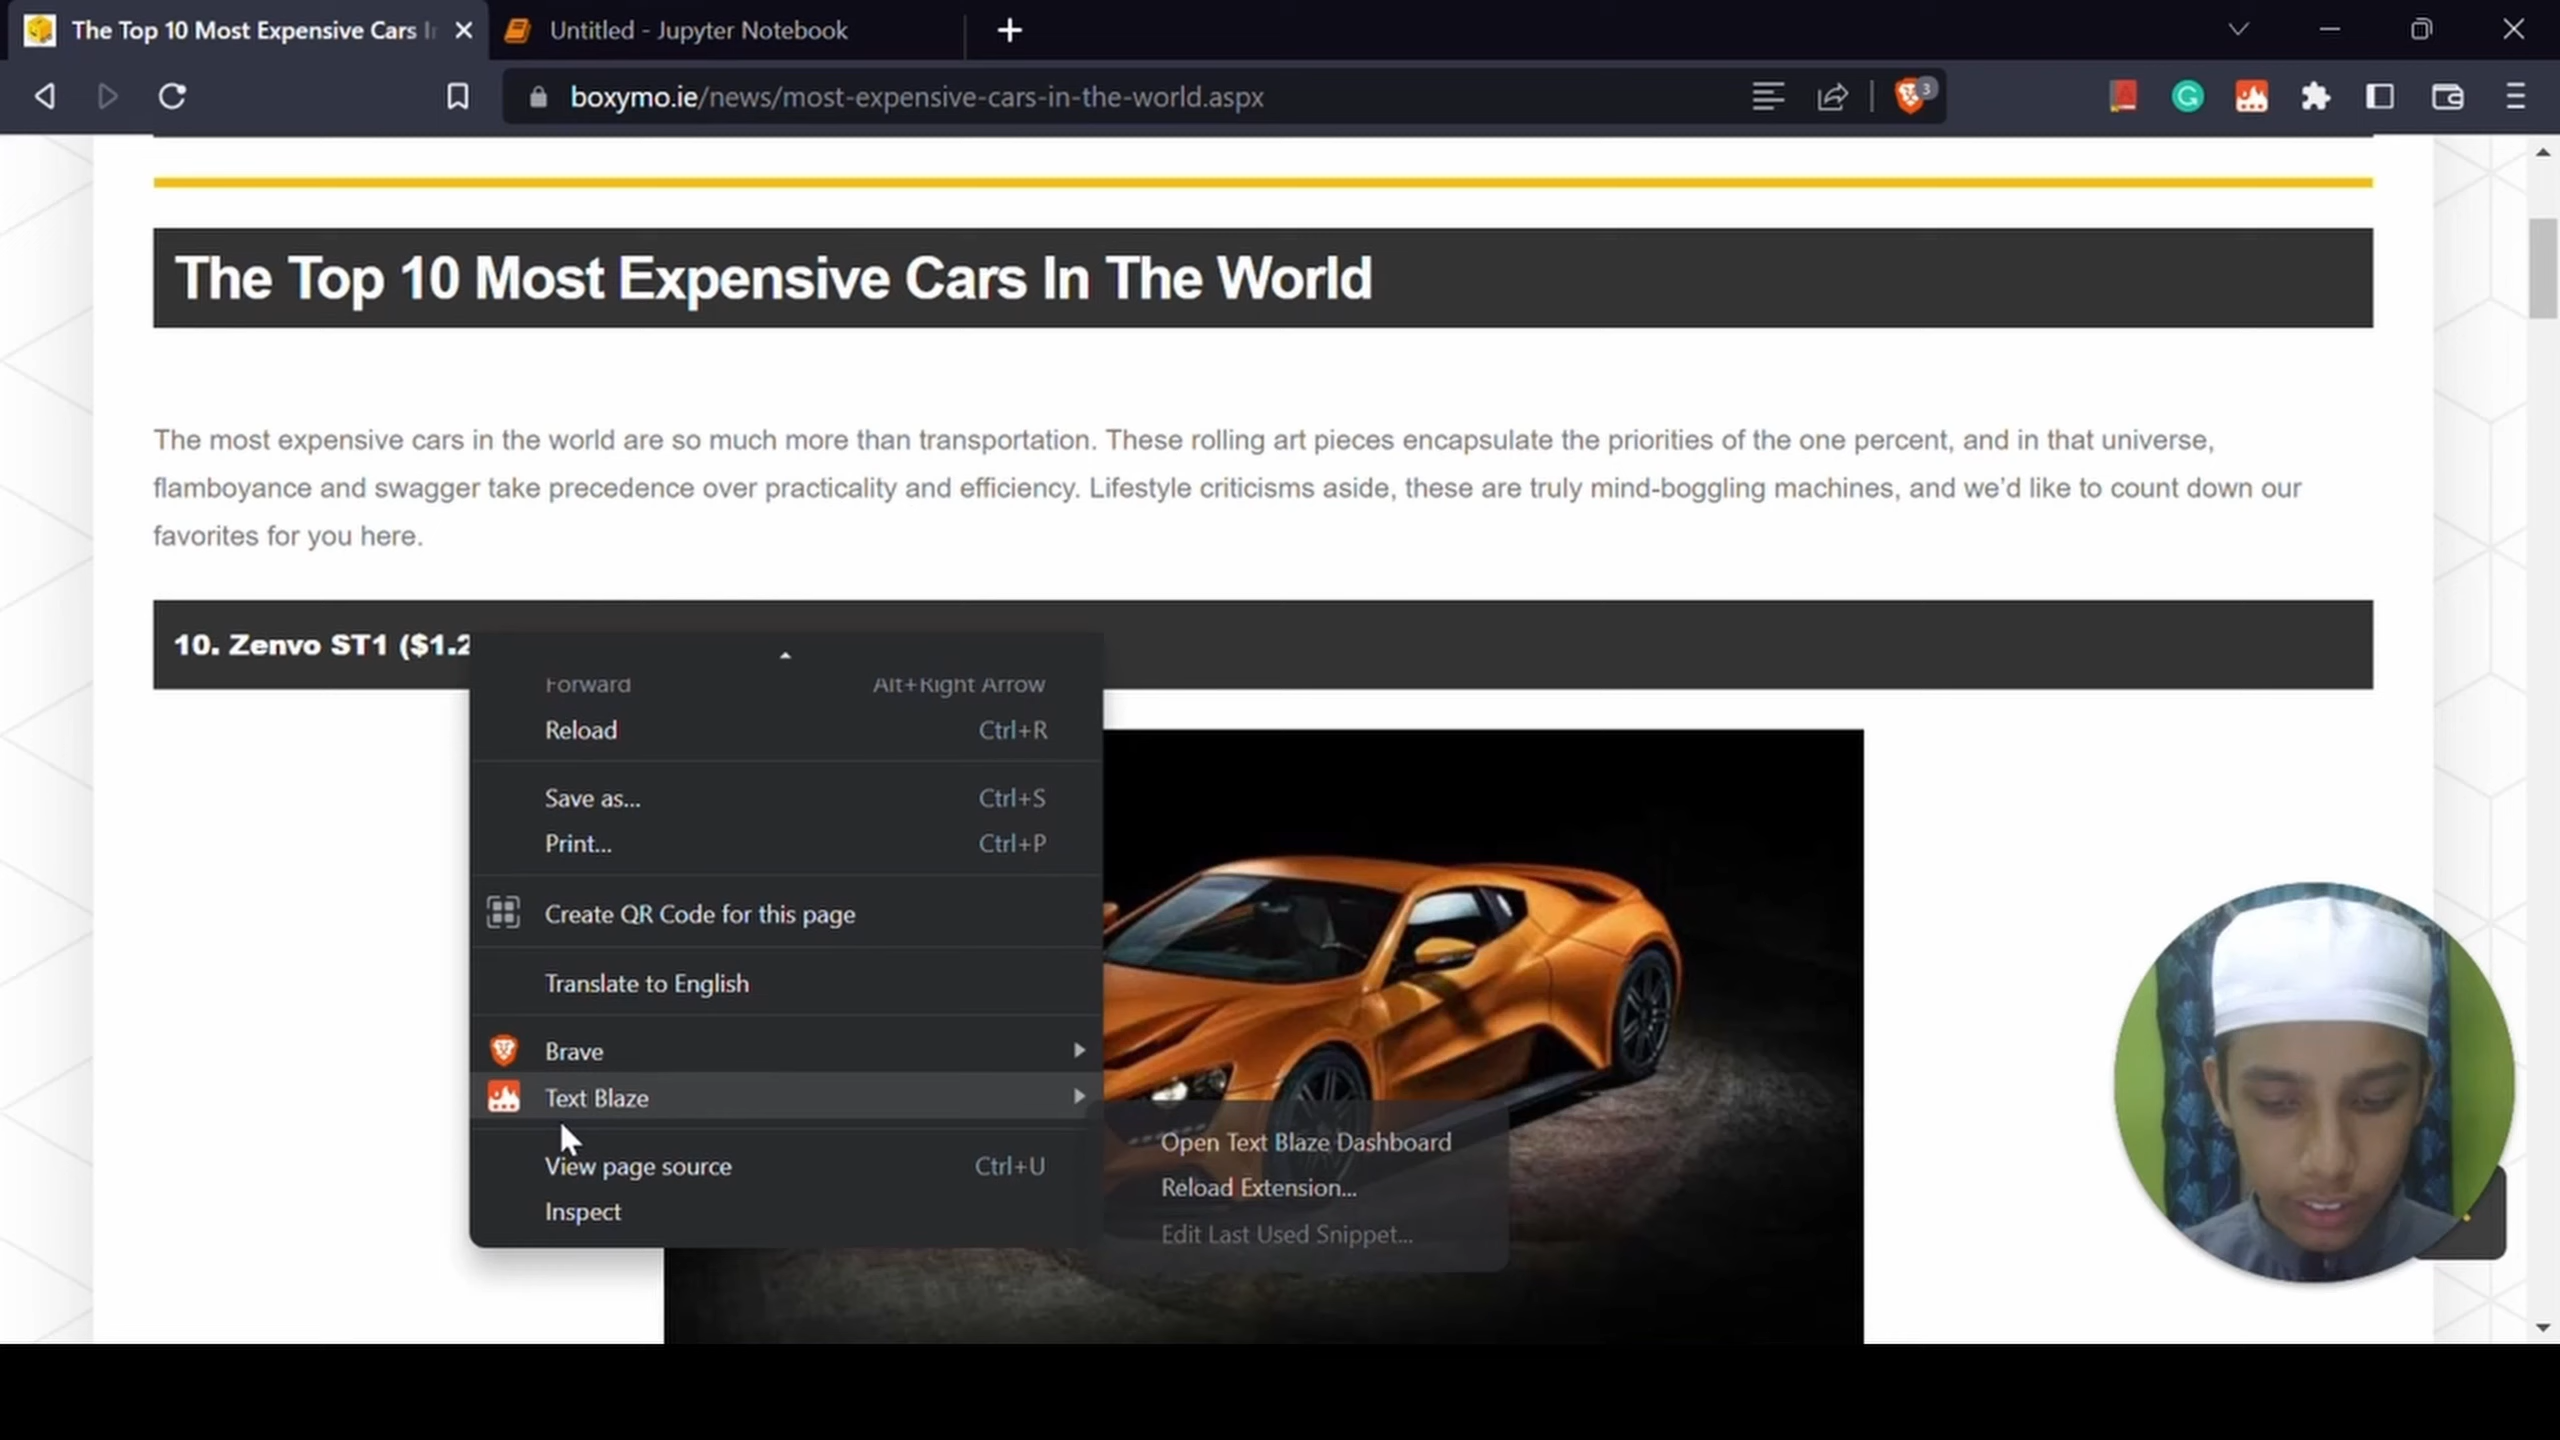 The Top 10 Most Expensive Cars In
Untitled - Jupyter Notebook
boxymo.ie/news/most-expensive-cars-in-the-world.aspx
3
The Top 10 Most Expensive Cars In The World
The most expensive cars in the world are so much more than transportation. These rolling art pieces encapsulate the priorities of the one percent, and in that universe,
flamboyance and swagger take precedence over practicality and efficiency. Lifestyle criticisms aside, these are truly mind-boggling machines, and we'd like to count down our
favorites for you here.
10. Zenvo ST1 ($1.2
Forward Alt+Right Arrow
Reload Ctrl+R
Save as... Ctrl+S
Print... Ctrl+P
Create QR Code for this page
Translate to English
Brave
Text Blaze
View page source Ctrl+U
Inspect
Open Text Blaze Dashboard
Reload Extension...
Edit Last Used Snippet...